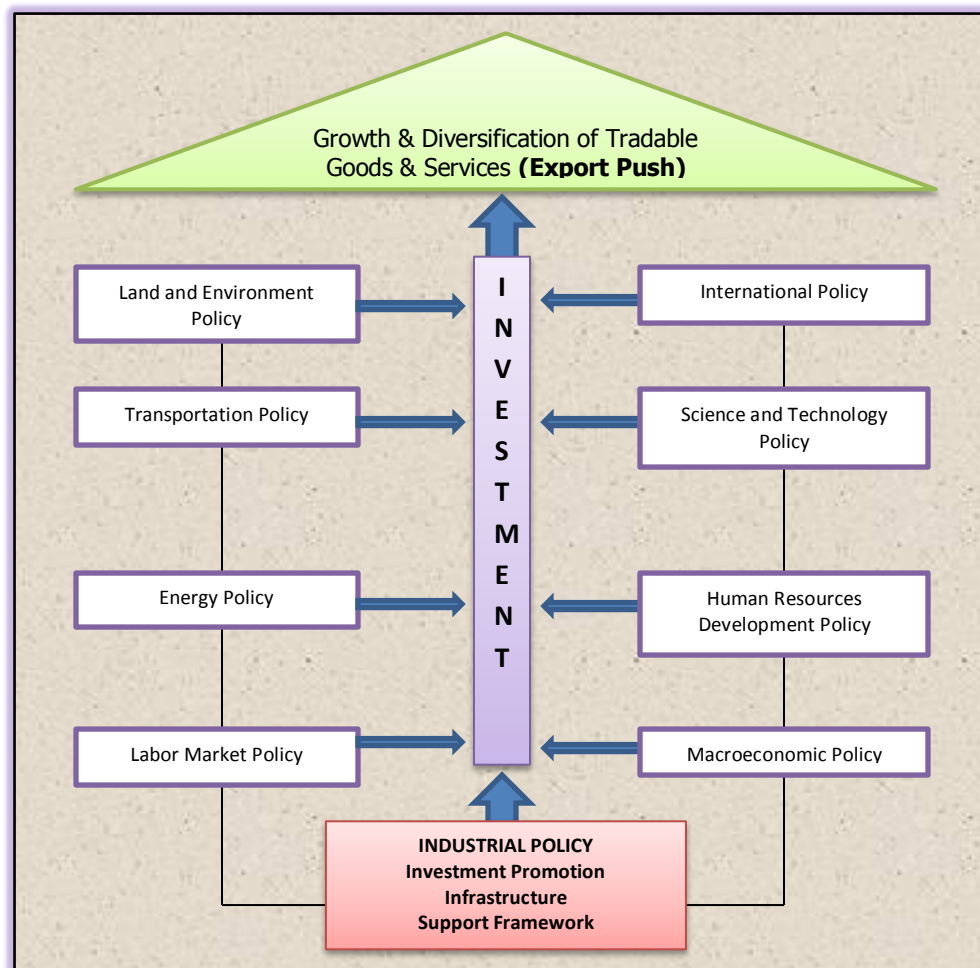 Growth & Diversification of Tradable
Goods & Services (Export Push)
I
N
V
E
S
T
M
E
N
T
Land and Environment
Policy
International Policy
Transportation Policy
Science and Technology
Policy
Energy Policy
Human Resources
Development Policy
Labor Market Policy
Macroeconomic Policy
INDUSTRIAL POLICY
Investment Promotion
Infrastructure
Support Framework